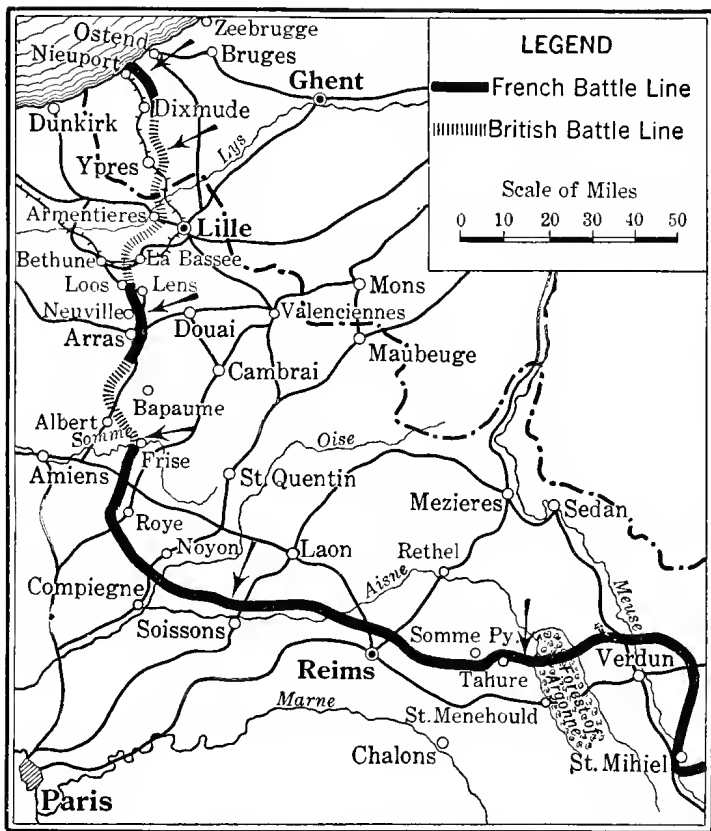 Zeebrugge
Ostend
Nieuport
Bruges
LEGEND
French Battle Line
British Battle Line
Scale of Miles
0 10 20 30 40 50
Ghent
Dunkirk
Dixmude
Ypres
Lys
Armentieres
Lille
Bethune
La Bassee
Loos
Lens
Mons
Neuville
Douai
Valenciennes
Arras
Maubeuge
Cambrai
Bapaume
Albert
Somme
Oise
Amiens
Frise
St. Quentin
Mezieres
Sedan
Roye
Noyon
Laon
Rethel
Compiegne
Aisne
Meuse
Soissons
Somme Py
Verdun
Reims
Tahure
Forest of
Argonne
Marne
St. Menehould
Chalons
St. Mihiel
Paris